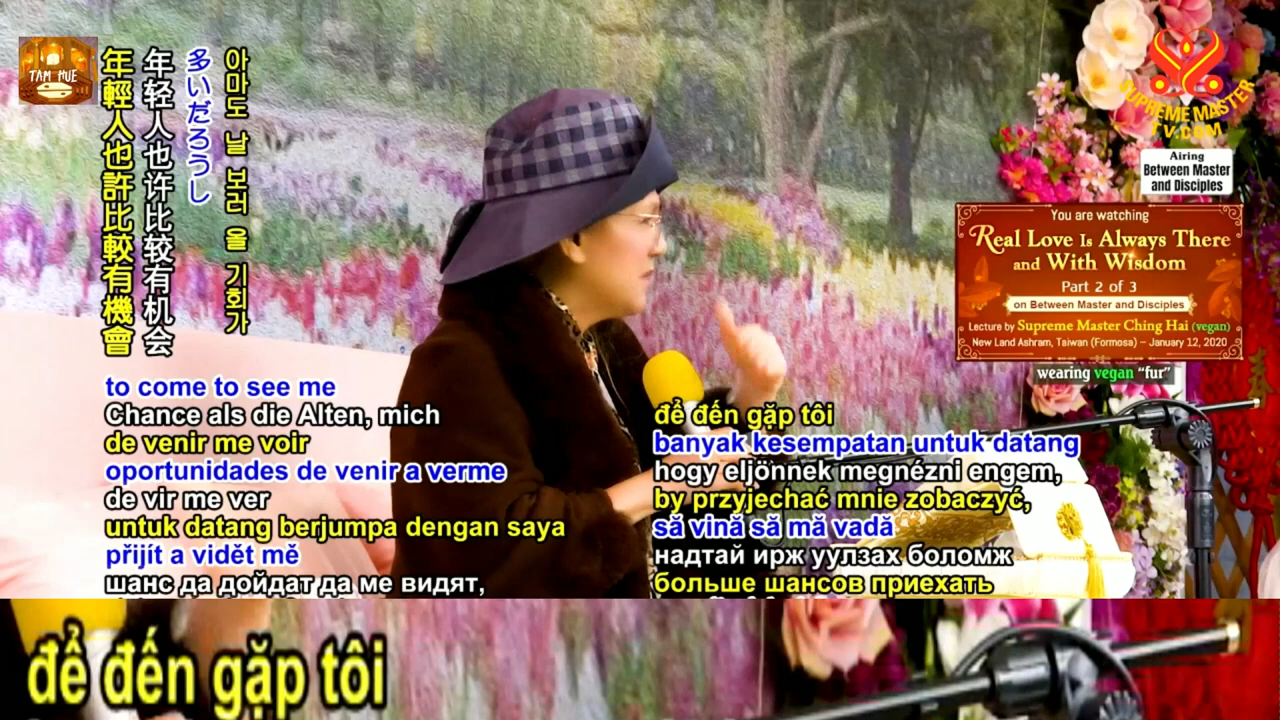 TAM HUE
年輕人也許比較有機會
年轻人也许比较有机会
多いだろうし
아마도 날 보러 올 기회가
SUPREME MASTER
TV.COM
Airing
Between Master
and Disciples
You are watching
Real Love Is Always There
and With Wisdom
Part 2 of 3
on Between Master and Disciples
Lecture by Supreme Master Ching Hai (vegan)
New Land Ashram, Taiwan (Formosa) – January 12, 2020
wearing vegan “fur”
to come to see me
Chance als die Alten, mich
de venir me voir
oportunidades de venir a verme
de vir me ver
untuk datang berjumpa dengan saya
přijít a vidět mě
шанс да дойдат да ме видят,
để đến gặp tôi
banyak kesempatan untuk datang
hogy eljönnek megnézni engem,
by przyjechać mnie zobaczyć,
să vină să mă vadă
надтай ирж уулзах боломж
больше шансов приехать
để đến gặp tôi